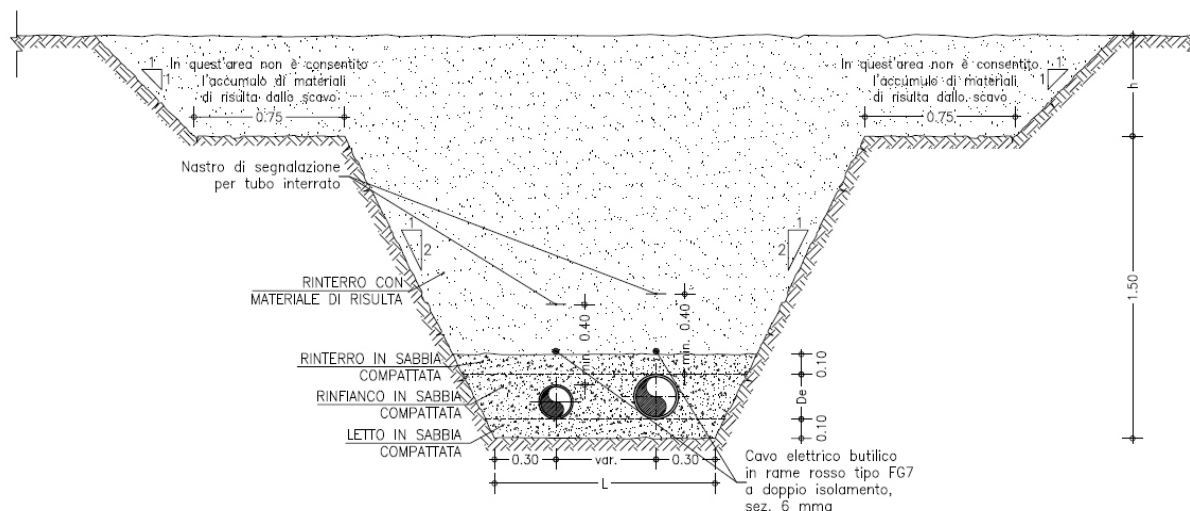 In quest'area non è consentito
l'accumulo di materiali
di risulta dallo scavo
0.75
1
1
In quest'area non è consentito
l'accumulo di materiali
di risulta dallo scavo
0.75
1
1
h
Nastro di segnalazione
per tubo interrato
1
2
1
2
RINTERRO CON
MATERIALE DI RISULTA
min. 0.40
min. 0.40
1.50
RINTERRO IN SABBIA
COMPATTATA
RINFIANCO IN SABBIA
COMPATTATA
LETTO IN SABBIA
COMPATTATA
0.10
De
0.10
0.30
var.
0.30
L
Cavo elettrico butilico
in rame rosso tipo FG7
a doppio isolamento,
sez. 6 mmq